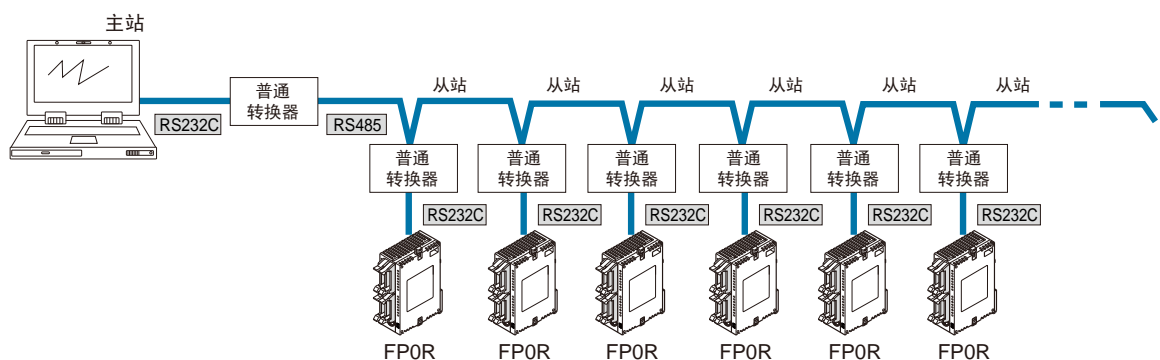 主站
普通
转换器
RS232C
RS485
从站
从站
从站
从站
从站
从站
普通
转换器
普通
转换器
普通
转换器
普通
转换器
普通
转换器
普通
转换器
RS232C
RS232C
RS232C
RS232C
RS232C
RS232C
FP0R
FP0R
FP0R
FP0R
FP0R
FP0R